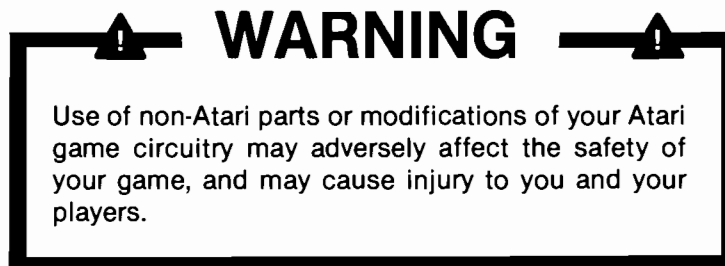 WARNING
Use of non-Atari parts or modifications of your Atari
game circuitry may adversely affect the safety of
your game, and may cause injury to you and your
players.